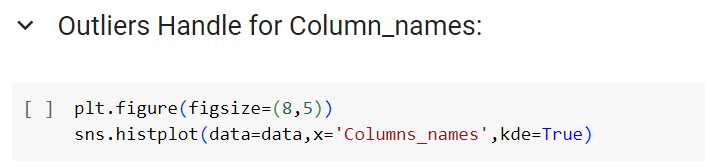 Outliers Handle for Column_names:
[ ] plt.figure(figsize=(8,5))
sns.histplot(data=data,x='Columns_names',kde=True)